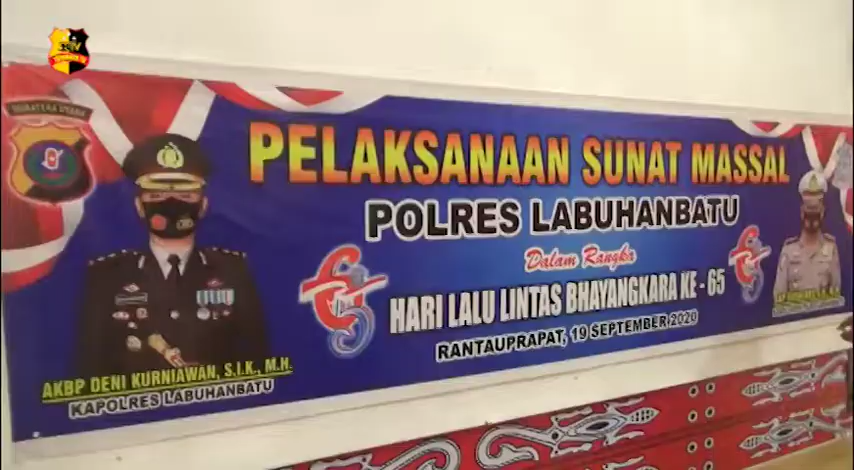 SUMATERA UTARA
PELAKSANAAN SUNAT MASSAL
POLRES LABUHANBATU
Dalam Rangka
HARI LALU LINTAS BHAYANGKARA KE - 65
RANTAUPRAPAT, 19 SEPTEMBER 2020
AKBP DENI KURNIAWAN, S.I.K., M.H.
KAPOLRES LABUHANBATU